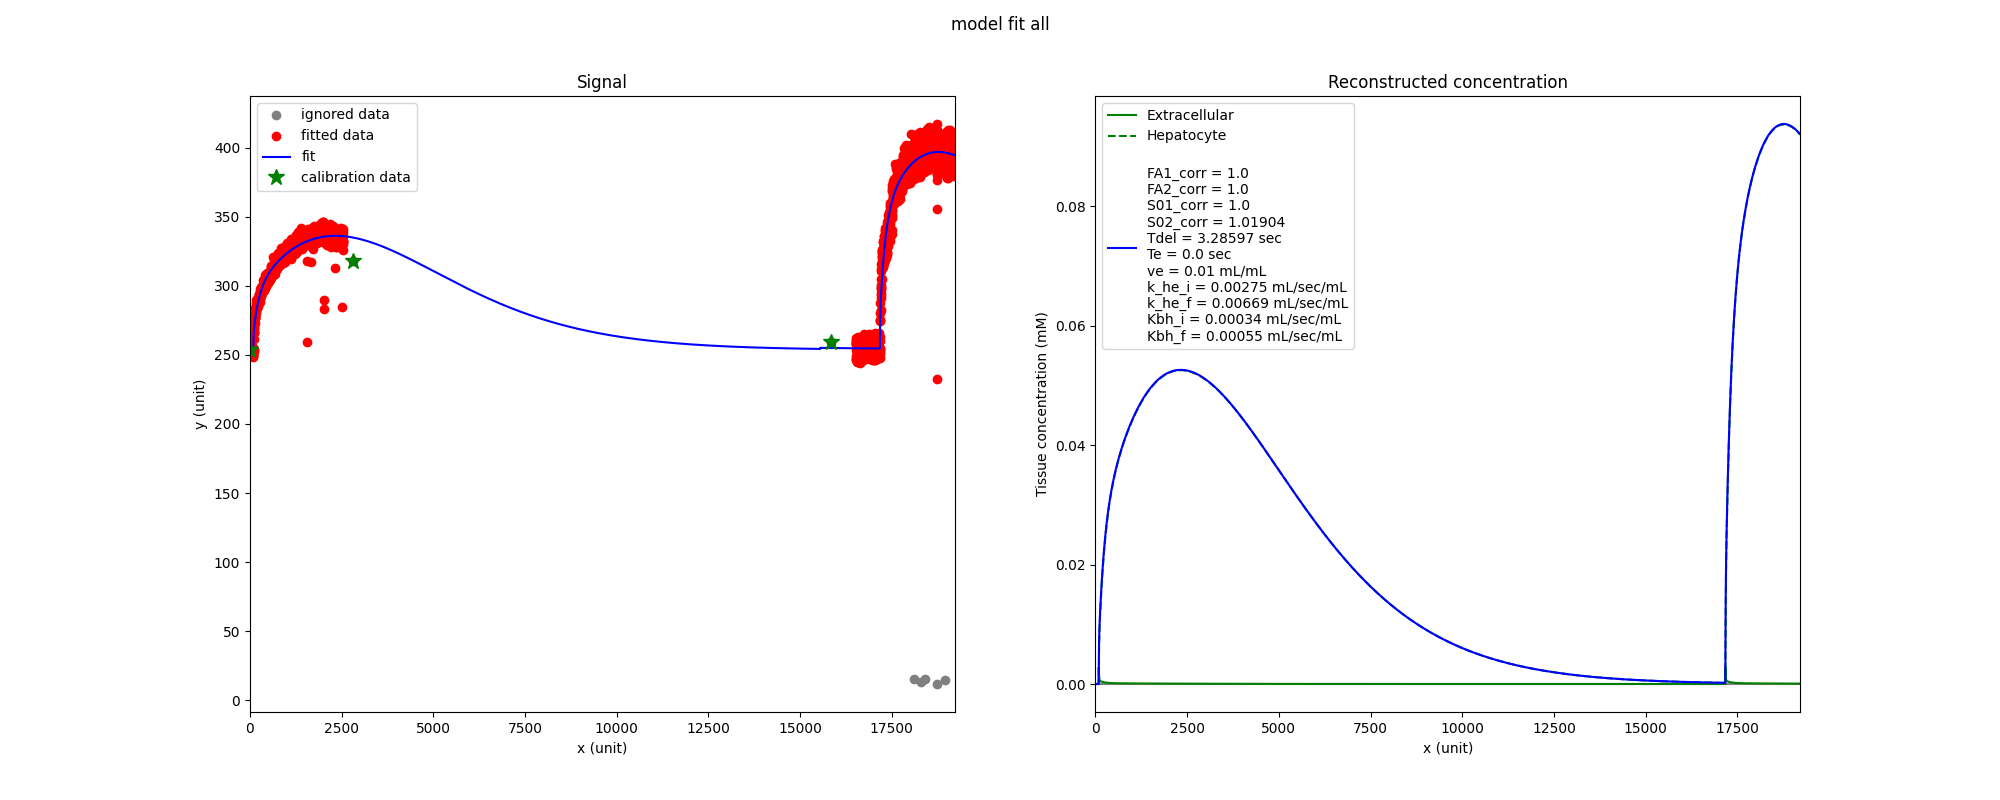 model fit all
Signal
ignored data
fitted data
fit
calibration data
y (unit)
400
350
300
250
200
150
100
50
0
0 2500 5000 7500 10000 12500 15000 17500
x (unit)
Reconstructed concentration
Extracellular
Hepatocyte
FA1_corr = 1.0
FA2_corr = 1.0
S01_corr = 1.0
S02_corr = 1.01904
Tdel = 3.28597 sec
Te = 0.0 sec
ve = 0.01 mL/mL
k_he_i = 0.00275 mL/sec/mL
k_he_f = 0.00669 mL/sec/mL
Kbh_i = 0.00034 mL/sec/mL
Kbh_f = 0.00055 mL/sec/mL
Tissue concentration (mM)
0.08
0.06
0.04
0.02
0.00
0 2500 5000 7500 10000 12500 15000 17500
x (unit)